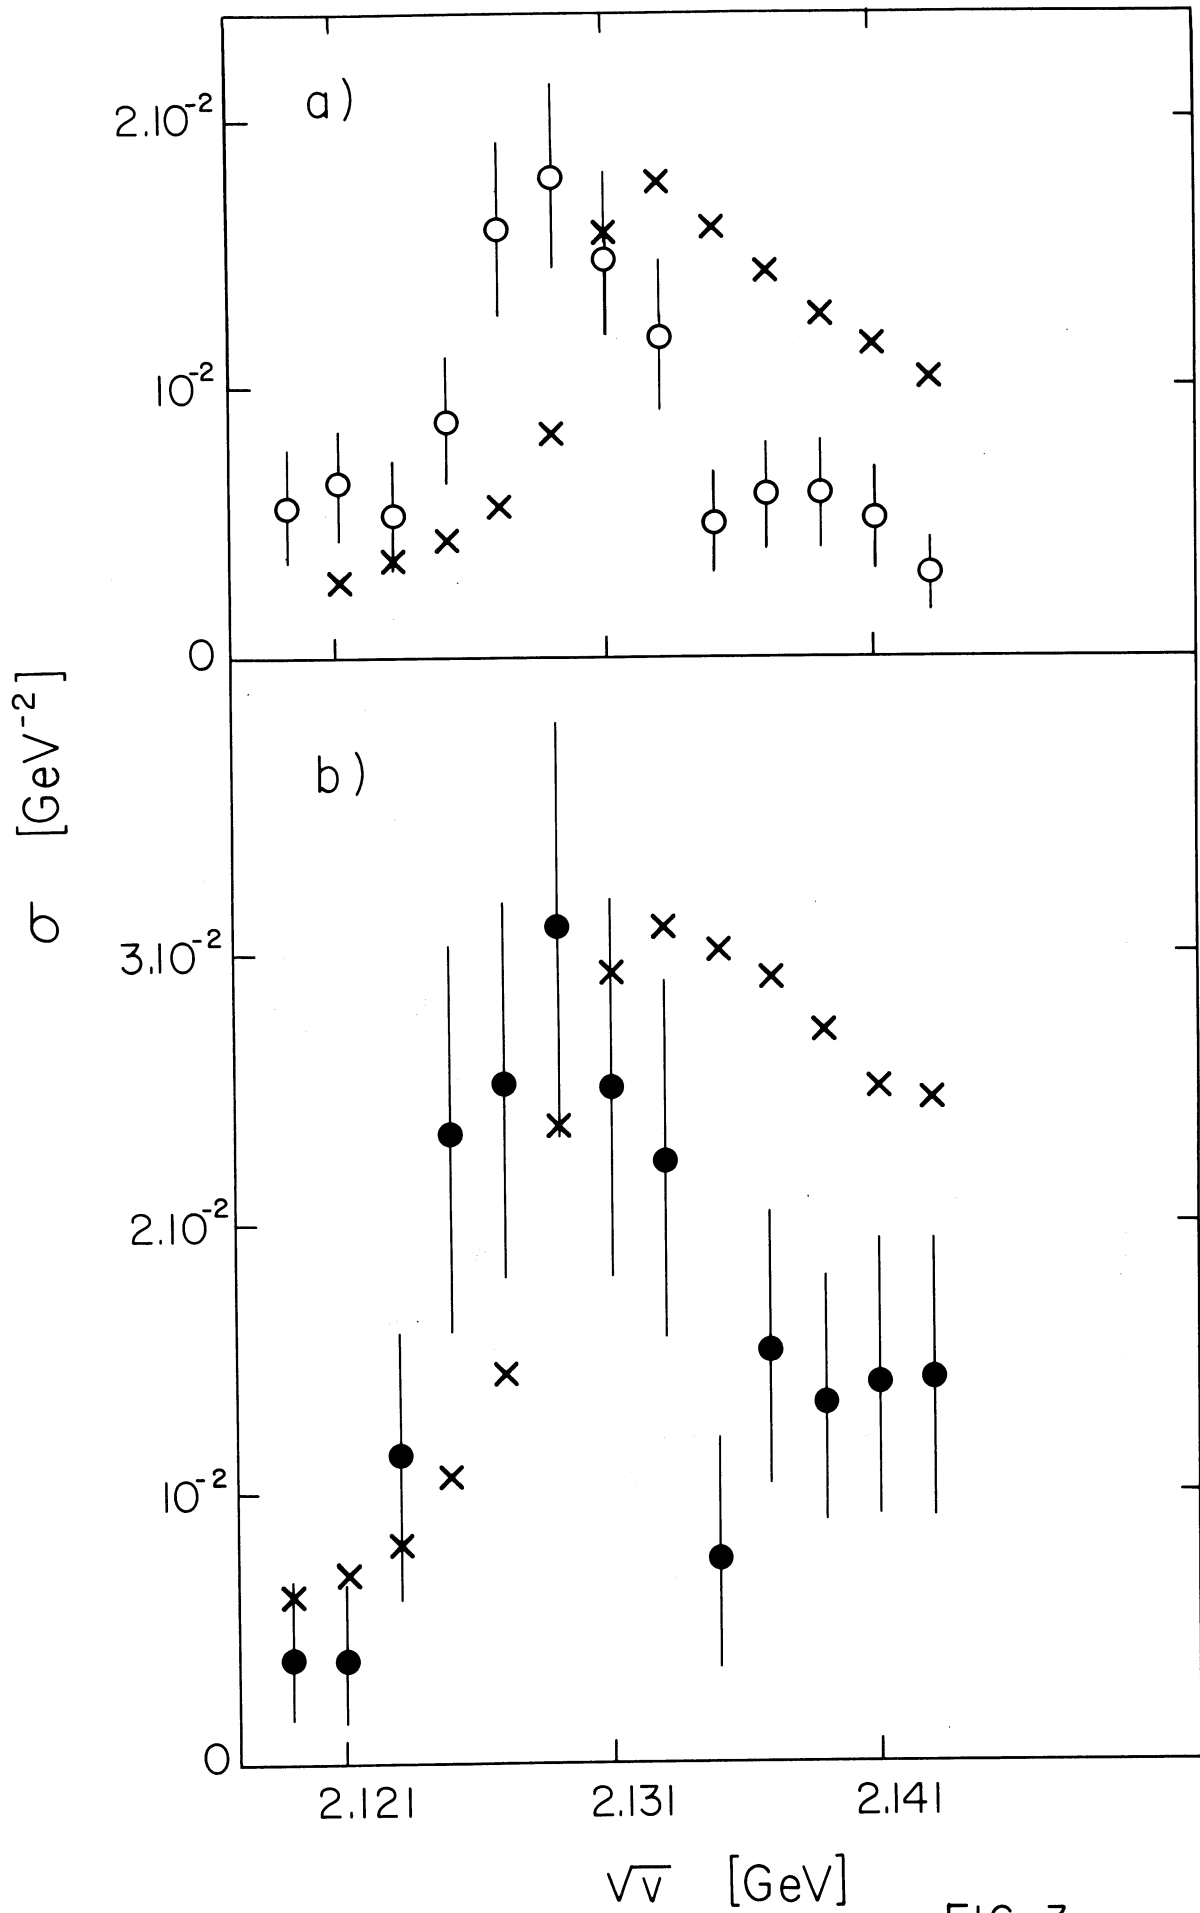 a)
2.10⁻²
10⁻²
0
σ [GeV⁻²]
b)
3.10⁻²
2.10⁻²
10⁻²
0
2.121 2.131 2.141
√v [GeV]